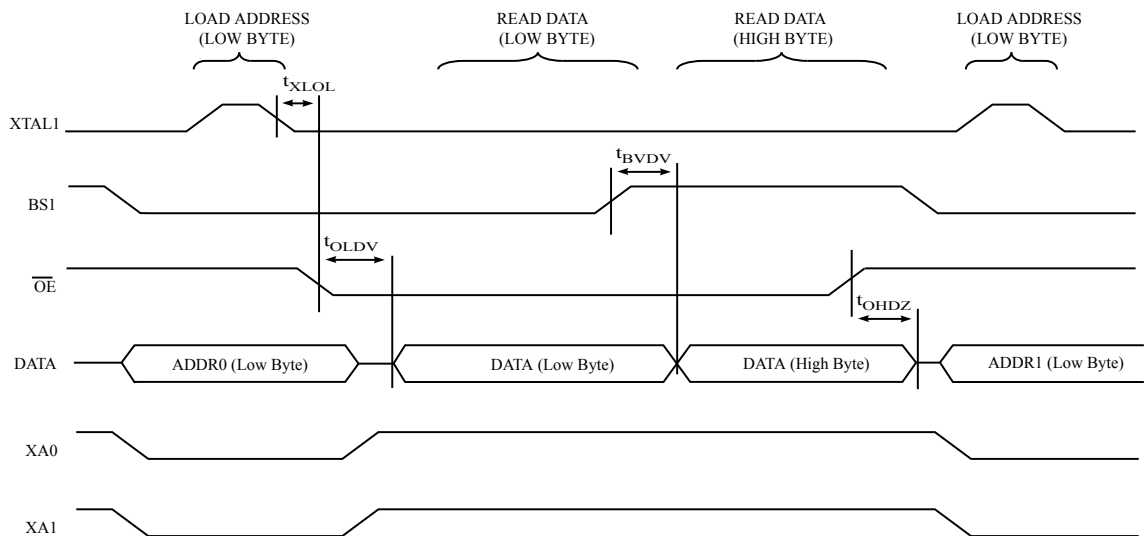 LOAD ADDRESS
(LOW BYTE)
READ DATA
(LOW BYTE)
READ DATA
(HIGH BYTE)
LOAD ADDRESS
(LOW BYTE)
tXLOL
XTAL1
tBVDV
BS1
tOLDV
OE
tOHDZ
DATA
ADDR0 (Low Byte)
DATA (Low Byte)
DATA (High Byte)
ADDR1 (Low Byte)
XA0
XA1